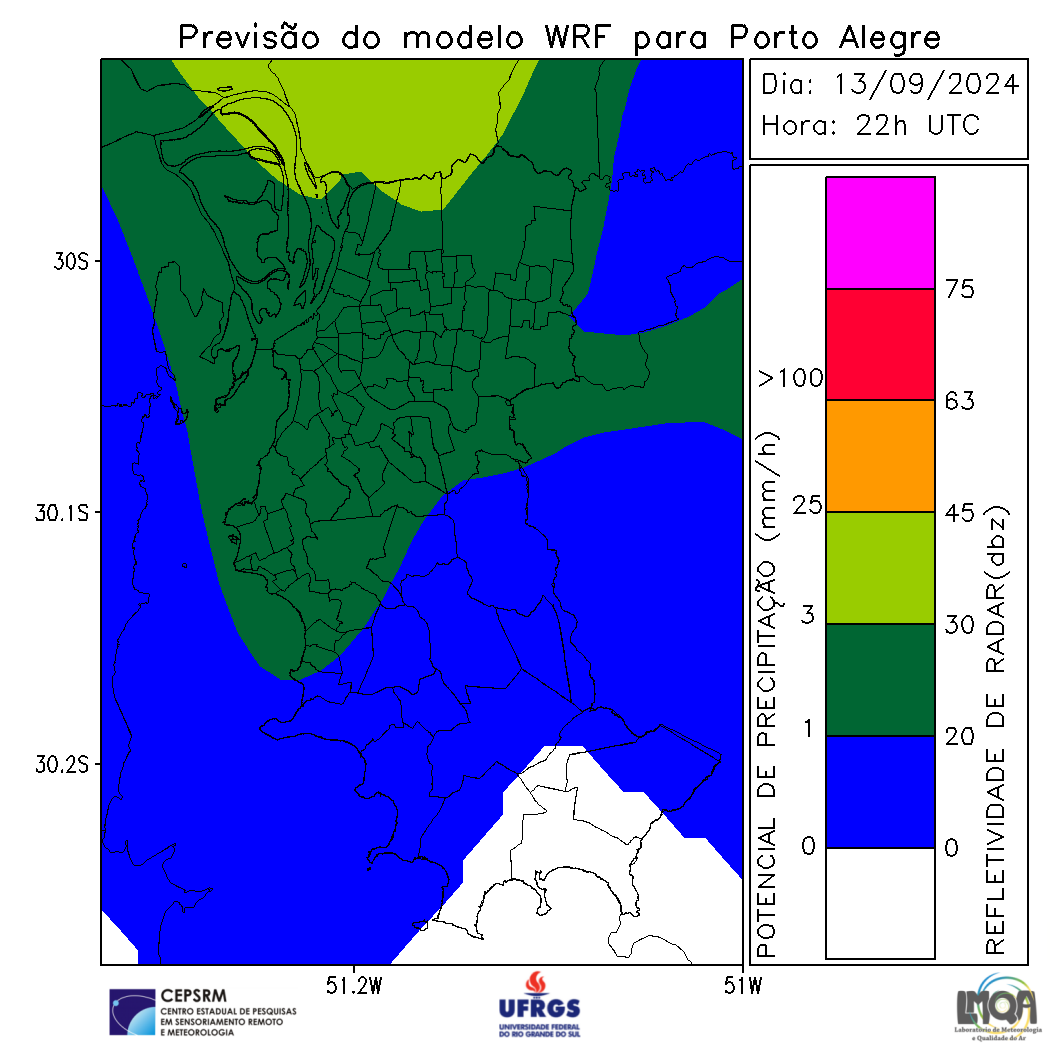 Previsão do modelo WRF para Porto Alegre
Dia: 13/09/2024
Hora: 22h UTC
30S
30.1S
30.2S
51.2W
51W
POTENCIAL DE PRECIPITAÇÃO (mm/h)
>100
25
3
1
0
75
63
45
30
20
0
REFLETIVIDADE DE RADAR(dbz)
CEPSRM
CENTRO ESTADUAL DE PESQUISAS
EM SENSORIAMENTO REMOTO
E METEOROLOGIA
UFRGS
UNIVERSIDADE FEDERAL
DO RIO GRANDE DO SUL
LMQA
Laboratório de Meteorologia
e Qualidade do Ar